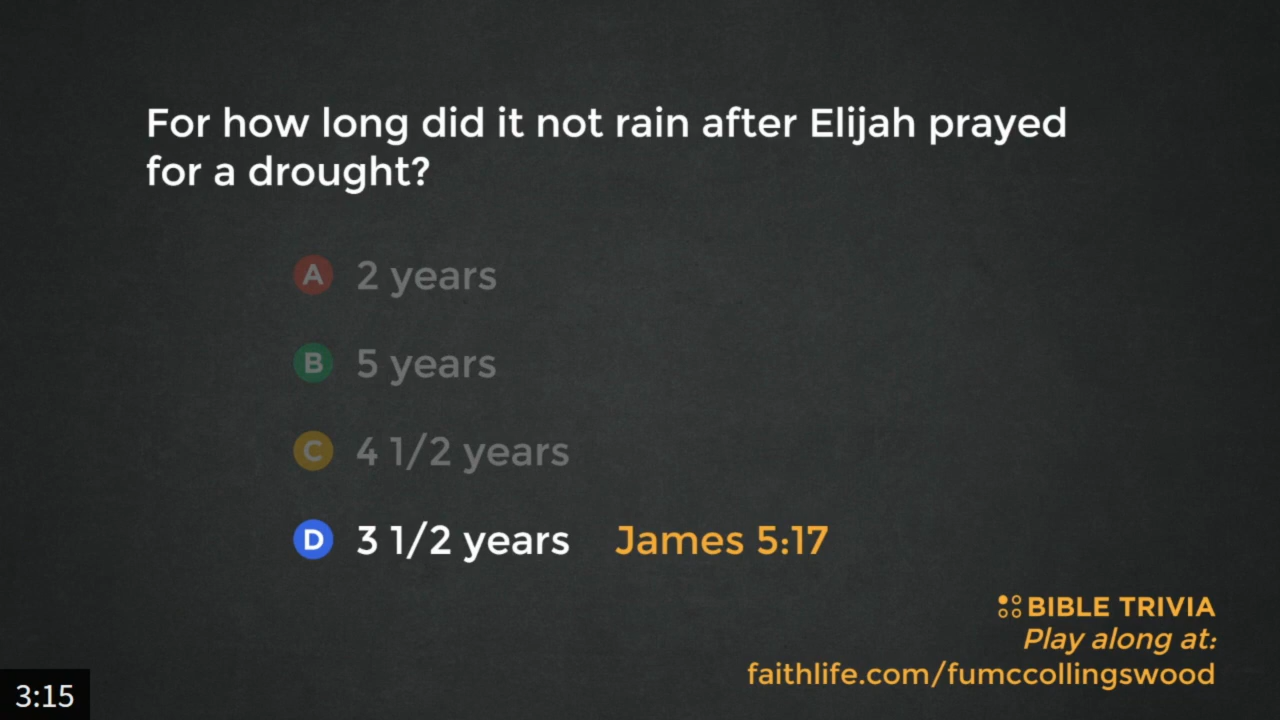 For how long did it not rain after Elijah prayed
for a drought?
A 2 years
B 5 years
C 4 1/2 years
D 3 1/2 years James 5:17
BIBLE TRIVIA
Play along at:
faithlife.com/fumccollingswood
3:15